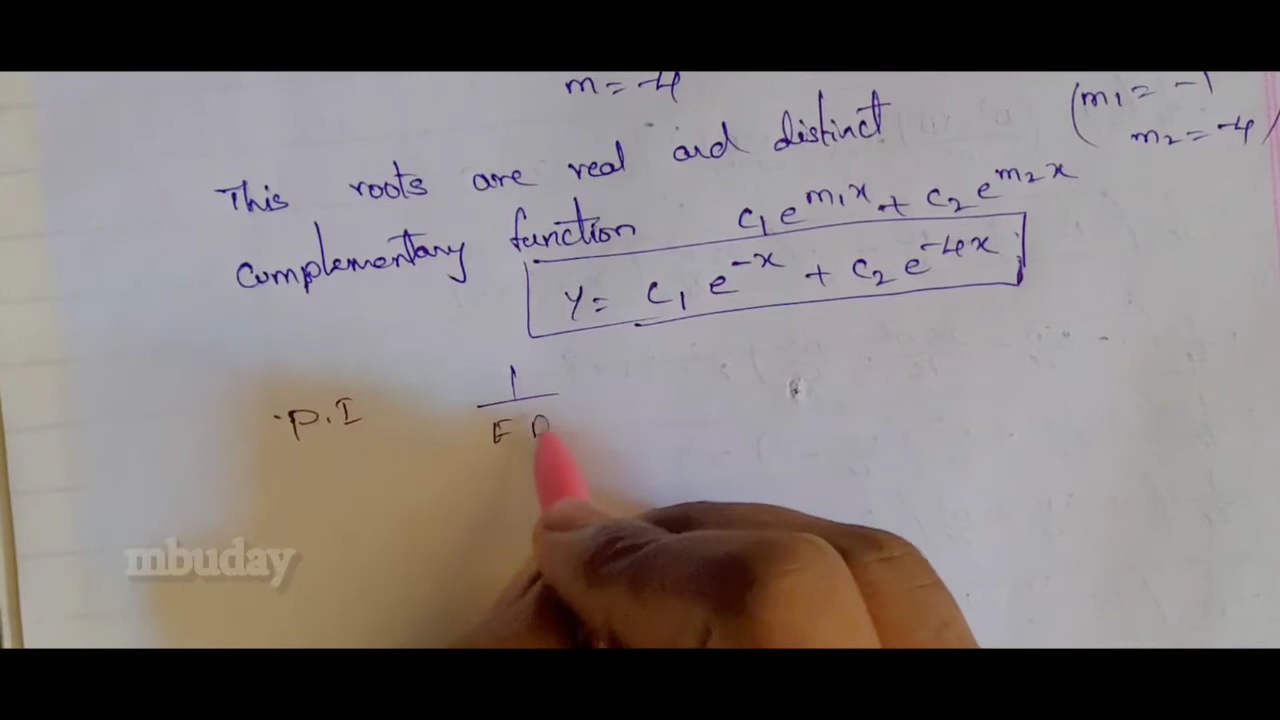 m = -4
(m₁ = -1
m₂ = -4
This roots are real and distinct
complementary function c₁e^m₁x + c₂e^m₂x
Y = c₁e^-x + c₂e^-4x
P.I 1
F D
mbuday